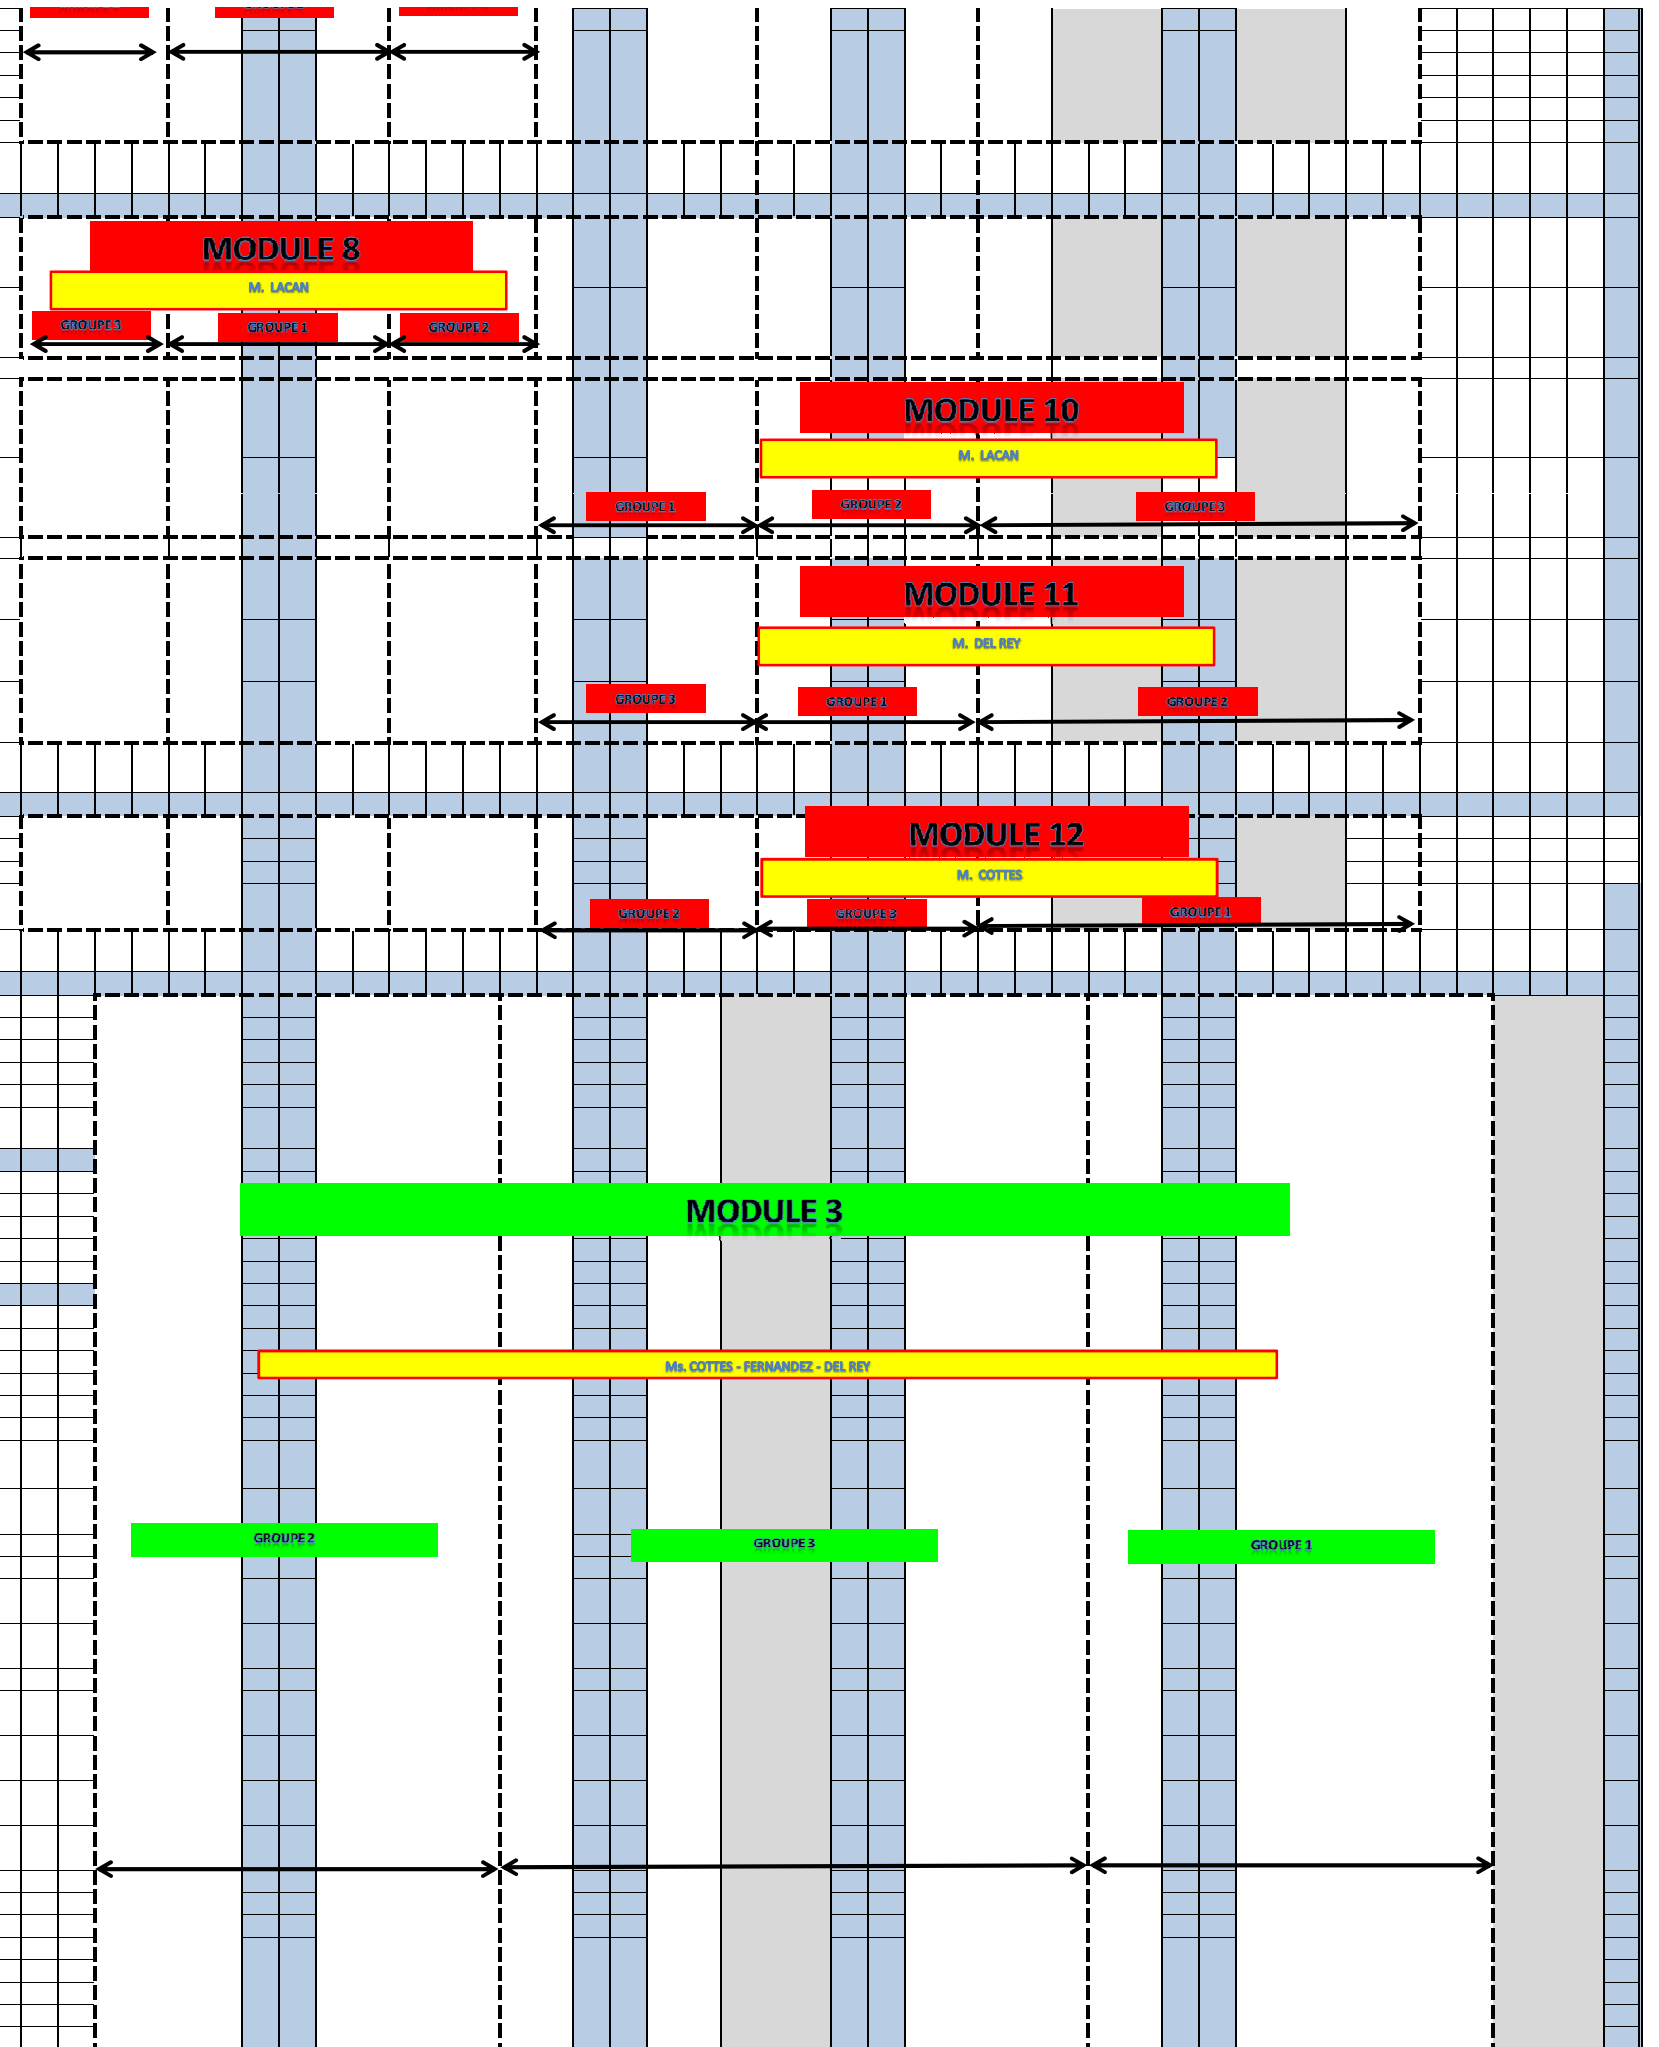 MODULE 8
M. LACAN
GROUPE 3
GROUPE 1
GROUPE 2
MODULE 10
M. LACAN
GROUPE 1
GROUPE 2
GROUPE 3
MODULE 11
M. DEL REY
GROUPE 3
GROUPE 1
GROUPE 2
MODULE 12
M. COTTES
GROUPE 2
GROUPE 3
GROUPE 1
MODULE 3
Ms. COTTES - FERNANDEZ - DEL REY
GROUPE 2
GROUPE 3
GROUPE 1